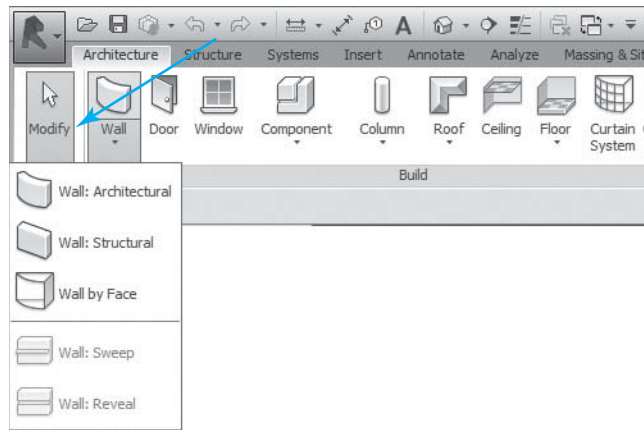 A
Architecture Structure Systems Insert Annotate Analyze Massing & Sit
Modify Wall Door Window Component Column Roof Ceiling Floor Curtain
System
Build
Wall: Architectural
Wall: Structural
Wall by Face
Wall: Sweep
Wall: Reveal